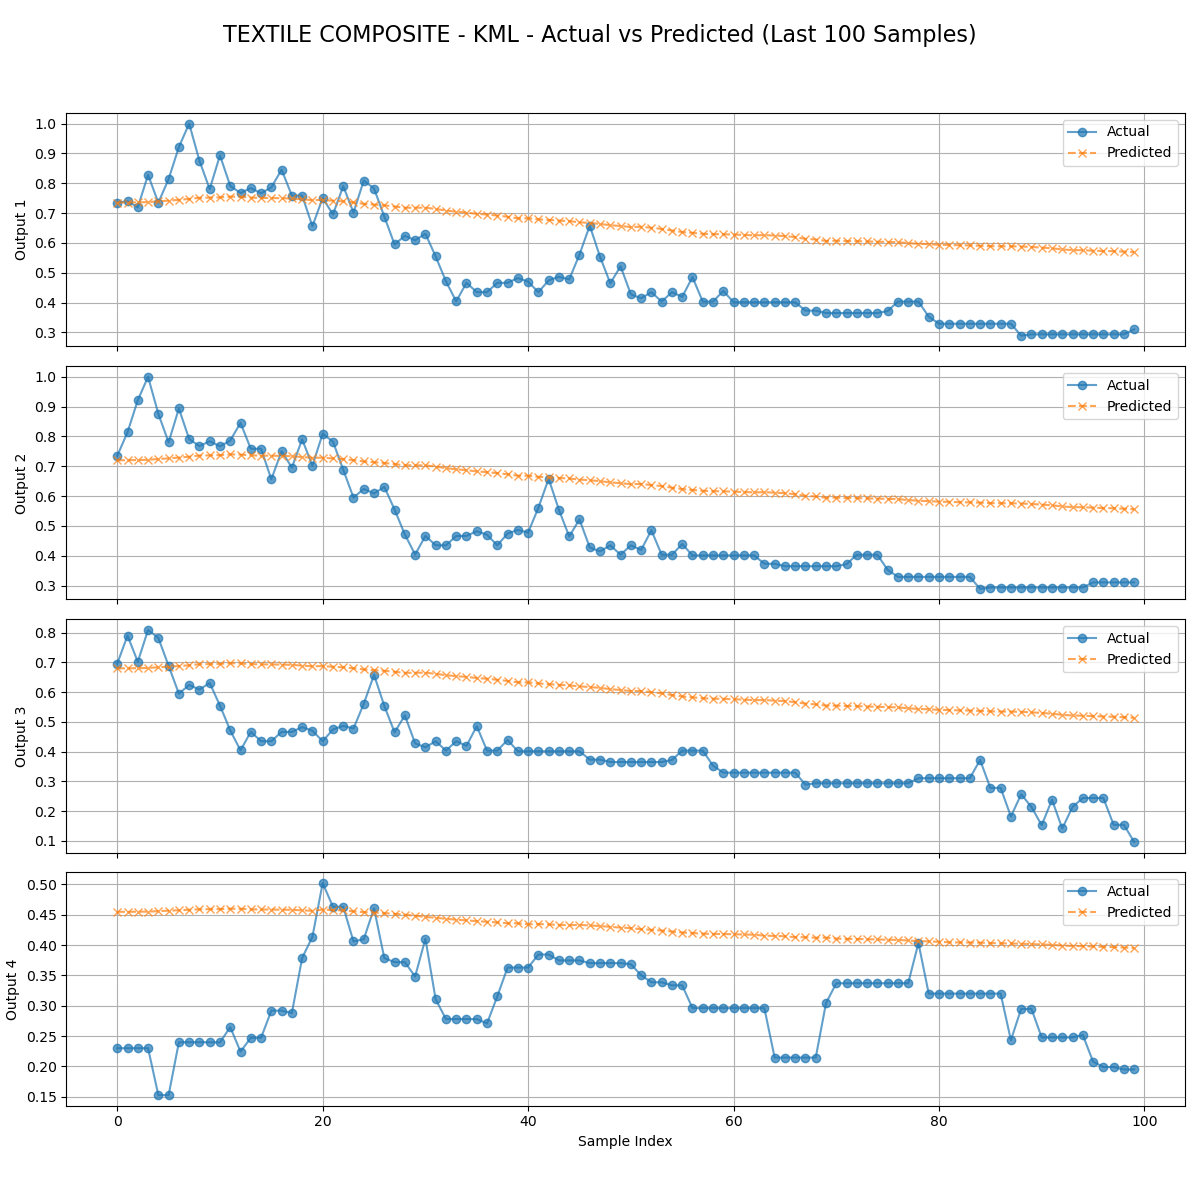 TEXTILE COMPOSITE - KML - Actual vs Predicted (Last 100 Samples)
Output 1
1.0
0.9
0.8
0.7
0.6
0.5
0.4
0.3
Actual
Predicted
Output 2
1.0
0.9
0.8
0.7
0.6
0.5
0.4
0.3
Actual
Predicted
Output 3
0.8
0.7
0.6
0.5
0.4
0.3
0.2
0.1
Actual
Predicted
Output 4
0.50
0.45
0.40
0.35
0.30
0.25
0.20
0.15
Actual
Predicted
0 20 40 60 80 100
Sample Index